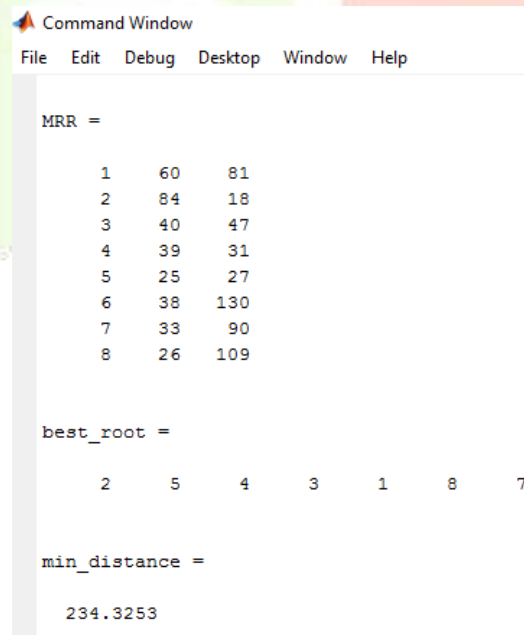 Command Window
File Edit Debug Desktop Window Help
MRR =
1 60 81
2 84 18
3 40 47
4 39 31
5 25 27
6 38 130
7 33 90
8 26 109
best_root =
2 5 4 3 1 8 7
min_distance =
234.3253